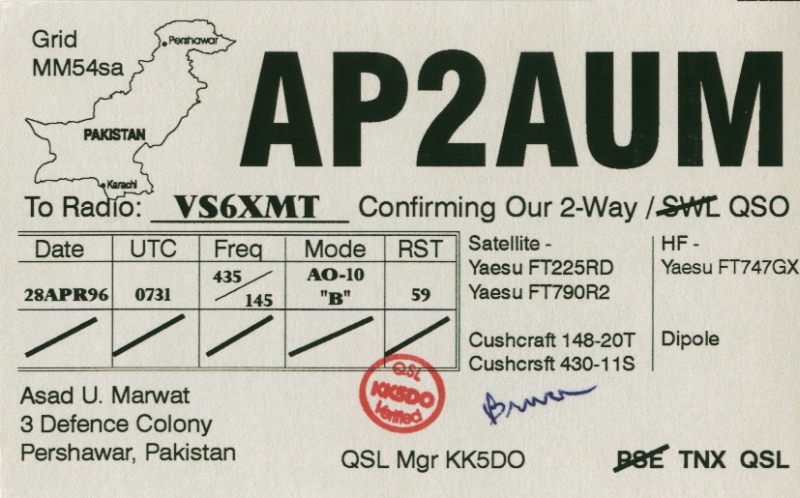 Grid
MM54sa
Pershawar
PAKISTAN
Karachi
AP2AUM
To Radio: VS6XMT Confirming Our 2-Way / SWL QSO
Date UTC Freq Mode RST
28APR96 0731 435/145 AO-10 "B" 59
Satellite -
Yaesu FT225RD
Yaesu FT790R2
Cushcraft 148-20T
Cushcrsft 430-11S
HF -
Yaesu FT747GX
Dipole
QSL
KK5DO
Verified
Bruce
Asad U. Marwat
3 Defence Colony
Pershawar, Pakistan
QSL Mgr KK5DO
PSE TNX QSL